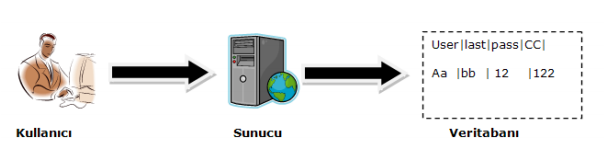 User|last|pass|CC|
Aa |bb | 12 |122
Kullanıcı
Sunucu
Veritabanı